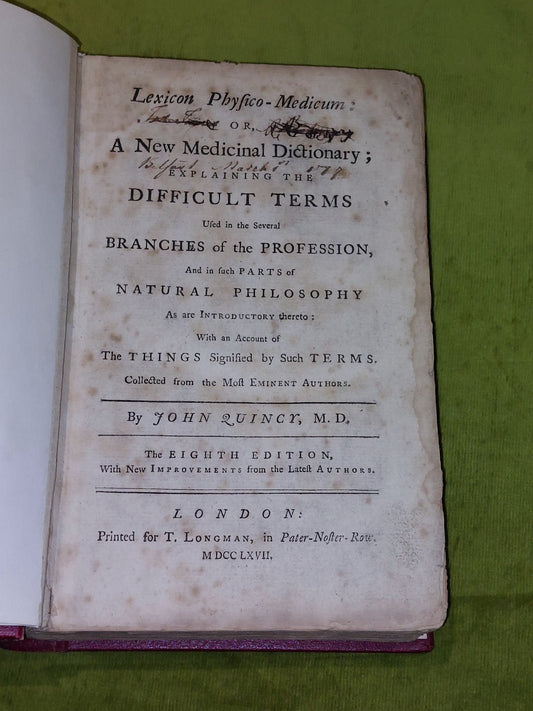 Lexicon Phyſico-Medicum:
OR,
A New Medicinal Dictionary;
March
EXPLAINING THE
DIFFICULT TERMS
Uſed in the Several
BRANCHES of the PROFESSION,
And in ſuch PARTS of
NATURAL PHILOSOPHY
As are INTRODUCTORY thereto:
With an Account of
The THINGS Signified by Such TERMS.
Collected from the Moſt EMINENT AUTHORS.
By JOHN QUINCY, M. D.
The EIGHTH EDITION,
With New IMPROVEMENTS from the Lateſt AUTHORS.
LONDON:
Printed for T. LONGMAN, in Pater-Noſter-Row.
M DCC LXVII.